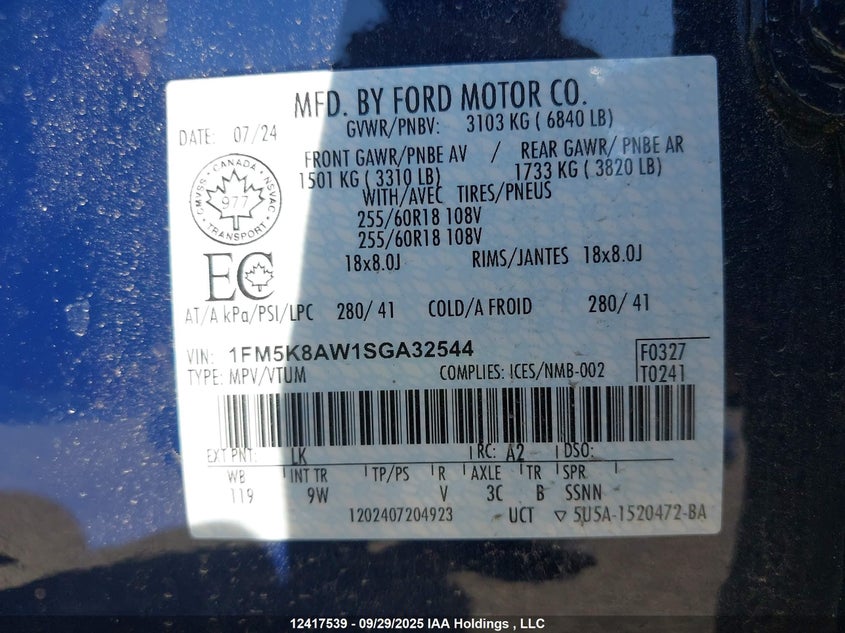 MFD. BY FORD MOTOR CO.
DATE: 07/24 GVWR/PNBV: 3103 KG ( 6840 LB)
FRONT GAWR/PNBE AV / REAR GAWR/ PNBE AR
1501 KG ( 3310 LB) 1733 KG ( 3820 LB)
WITH/AVEC TIRES/PNEUS
255/60R18 108V
255/60R18 108V
18x8.0J RIMS/JANTES 18x8.0J
CANADA
CMVSS NSVAC
977
TRANSPORT
EC
AT/A kPa/PSI/LPC 280/ 41 COLD/A FROID 280/ 41
VIN: 1FM5K8AW1SGA32544 F0327
TYPE: MPV/VTUM COMPLIES: ICES/NMB-002 T0241
EXT PNT: LK RC: A2 DSO:
WB INT TR TP/PS R AXLE TR SPR
119 9W V 3C B SSNN
1202407204923 UCT ▽ 5U5A-1520472-BA
12417539 - 09/29/2025 IAA Holdings , LLC